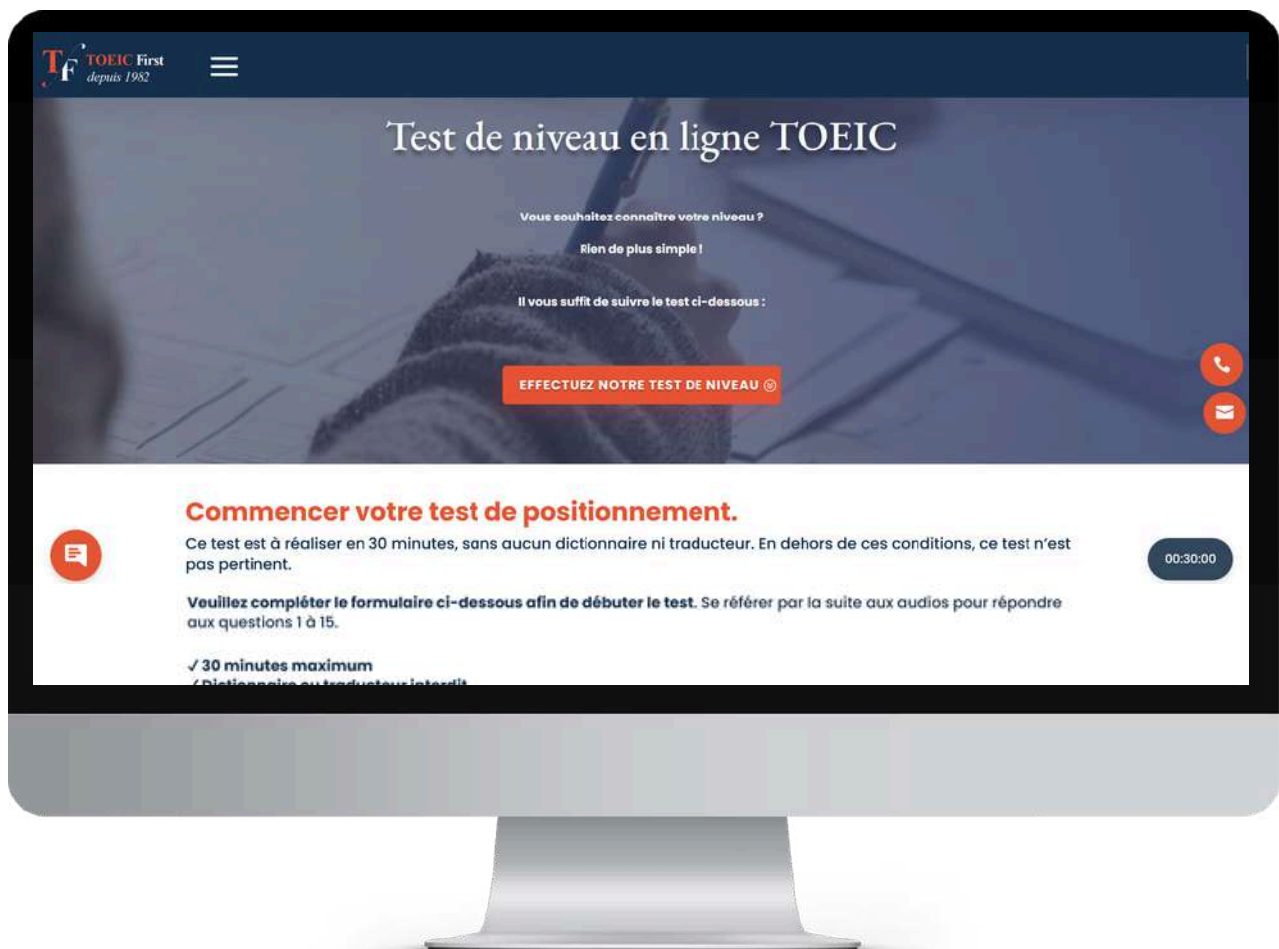 TOEIC First
depuis 1982
Test de niveau en ligne TOEIC
Vous souhaitez connaître votre niveau ?
Rien de plus simple !
Il vous suffit de suivre le test ci-dessous :
EFFECTUEZ NOTRE TEST DE NIVEAU
Commencer votre test de positionnement.
Ce test est à réaliser en 30 minutes, sans aucun dictionnaire ni traducteur. En dehors de ces conditions, ce test n'est
pas pertinent.
00:30:00
Veuillez compléter le formulaire ci-dessous afin de débuter le test. Se référer par la suite aux audios pour répondre
aux questions 1 à 15.
✓ 30 minutes maximum
✓ Dictionnaire ou traducteur interdit